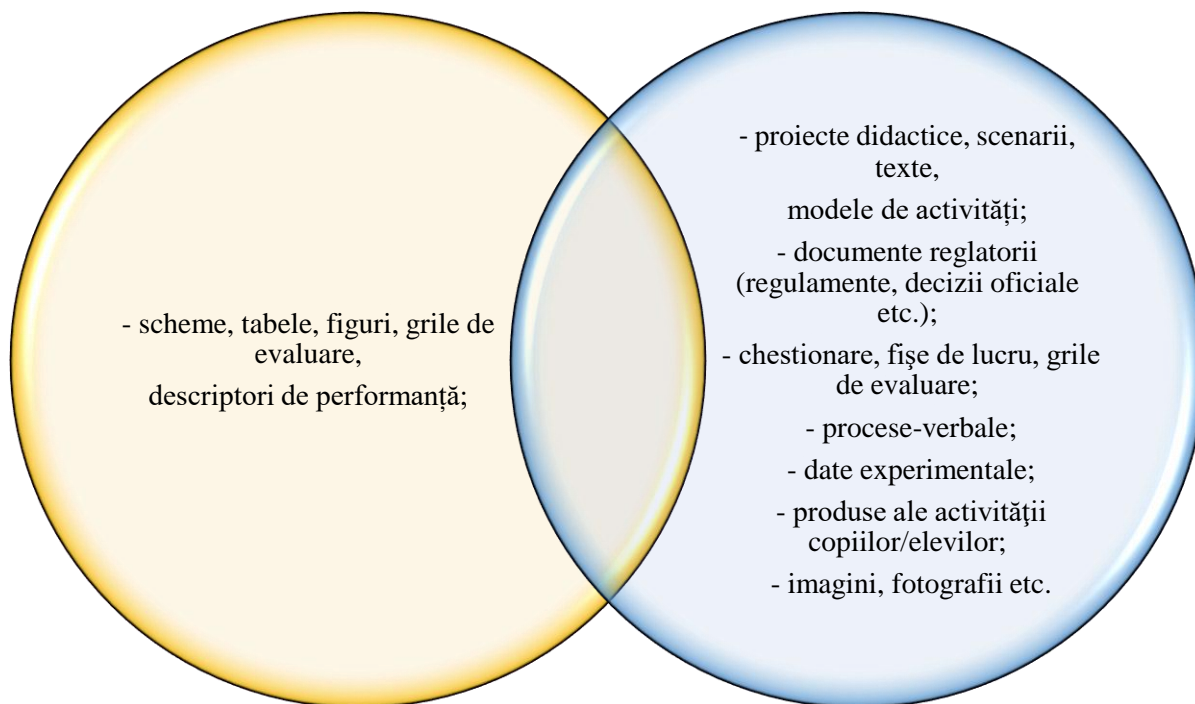 - scheme, tabele, figuri, grile de
evaluare,
descriptori de performanță;
- proiecte didactice, scenarii,
texte,
modele de activități;
- documente reglatorii
(regulamente, decizii oficiale
etc.);
- chestionare, fişe de lucru, grile
de evaluare;
- procese-verbale;
- date experimentale;
- produse ale activităţii
copiilor/elevilor;
- imagini, fotografii etc.